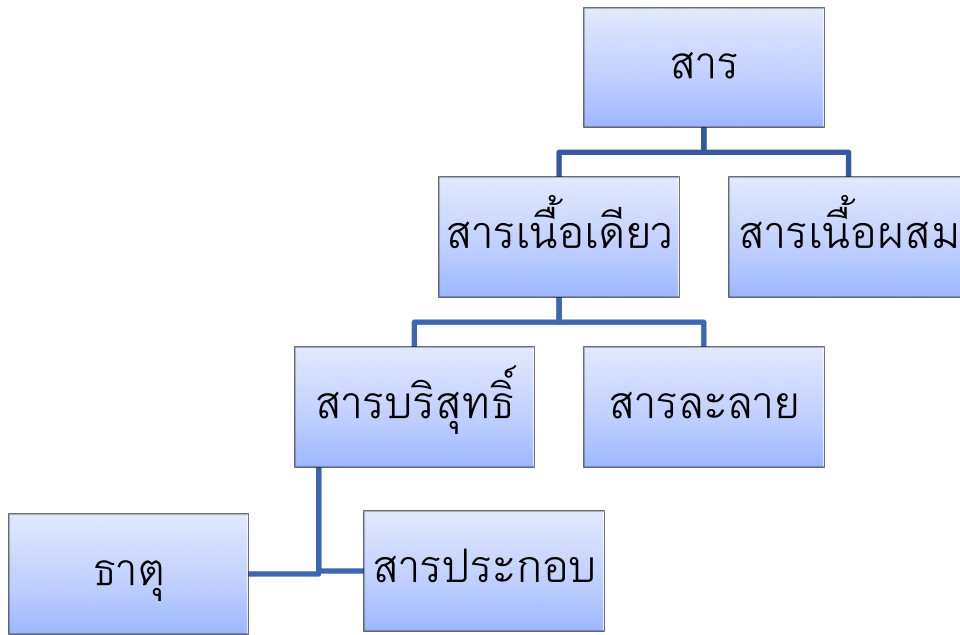 สาร
สารเนื้อเดียว
สารเนื้อผสม
สารบริสุทธิ์
สารละลาย
ธาตุ
สารประกอบ